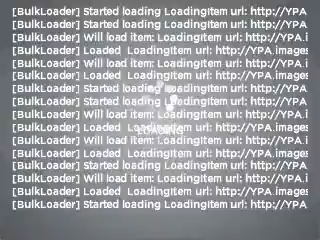 [BulkLoader] Started loading LoadingItem url: http://YPA
[BulkLoader] Started loading LoadingItem url: http://YPA
[BulkLoader] Will load item: LoadingItem url: http://YPA.i
[BulkLoader] Loaded  LoadingItem url: http://YPA.images
[BulkLoader] Will load item: LoadingItem url: http://YPA.i
[BulkLoader] Loaded  LoadingItem url: http://YPA.images
[BulkLoader] Started loading LoadingItem url: http://YPA
[BulkLoader] Started loading LoadingItem url: http://YPA
[BulkLoader] Will load item: LoadingItem url: http://YPA.i
[BulkLoader] Loaded  LoadingItem url: http://YPA.images
LOADING
[BulkLoader] Will load item: LoadingItem url: http://YPA.i
[BulkLoader] Loaded  LoadingItem url: http://YPA.images
[BulkLoader] Started loading LoadingItem url: http://YPA
[BulkLoader] Will load item: LoadingItem url: http://YPA.i
[BulkLoader] Loaded  LoadingItem url: http://YPA.images
[BulkLoader] Started loading LoadingItem url: http://YPA